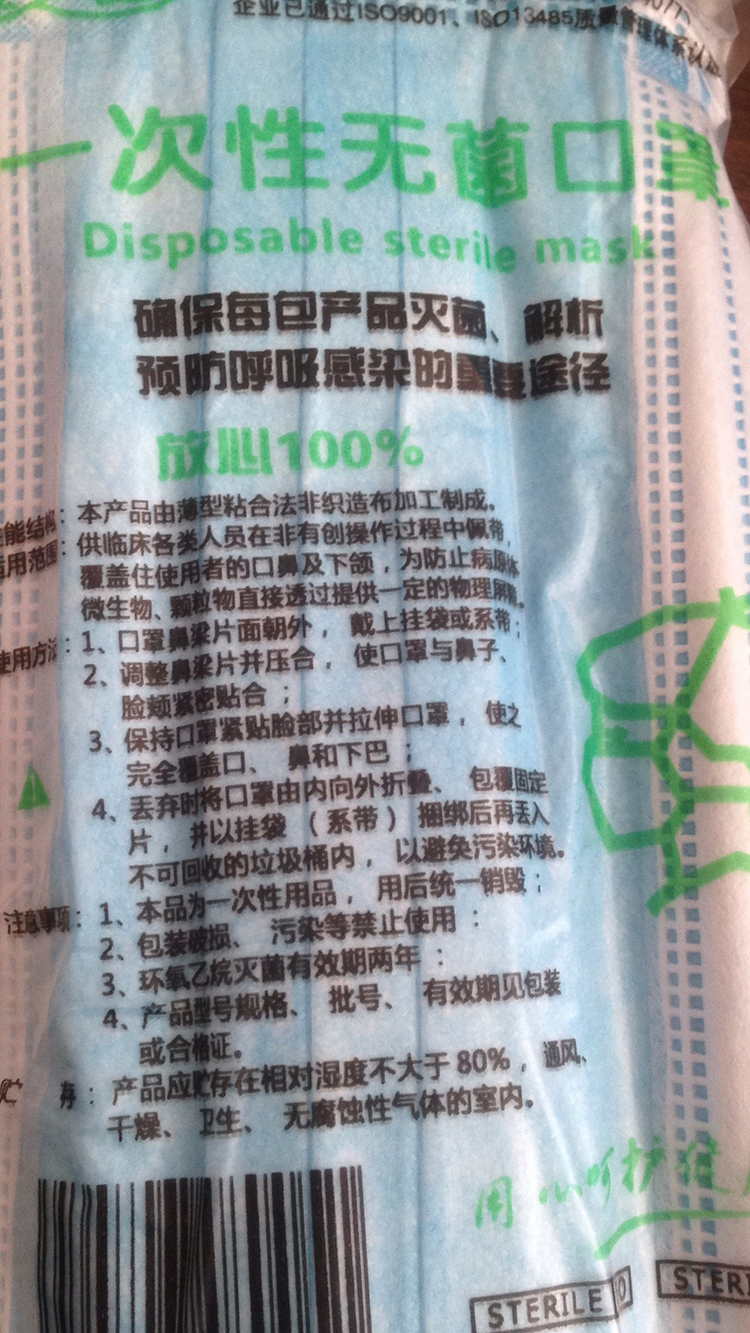 企业已通过ISO9001、ISO13485质量管理体系认
一次性无菌口罩
Disposable sterile mask
确保每包产品灭菌、解析
预防呼吸感染的重要途径
放心100%
能结构：本产品由薄型粘合法非织造布加工制成。
适用范围：供临床各类人员在非有创操作过程中佩带，
覆盖住使用者的口鼻及下颌，为防止病原体
微生物、颗粒物直接透过提供一定的物理屏障。
使用方法：1、口罩鼻梁片面朝外，戴上挂袋或系带；
2、调整鼻梁片并压合，使口罩与鼻子、
脸颊紧密贴合；
3、保持口罩紧贴脸部并拉伸口罩，使之
完全覆盖口、鼻和下巴；
4、丢弃时将口罩由内向外折叠、包覆固定
片，并以挂袋（系带）捆绑后再丢入
不可回收的垃圾桶内，以避免污染环境。
注意事项：1、本品为一次性用品，用后统一销毁；
2、包装破损、污染等禁止使用：
3、环氧乙烷灭菌有效期两年：
4、产品型号规格、批号、有效期见包装
或合格证。
贮存：产品应贮存在相对湿度不大于80%，通风、
干燥、卫生、无腐蚀性气体的室内。
用心呵护健
STERILE
STER